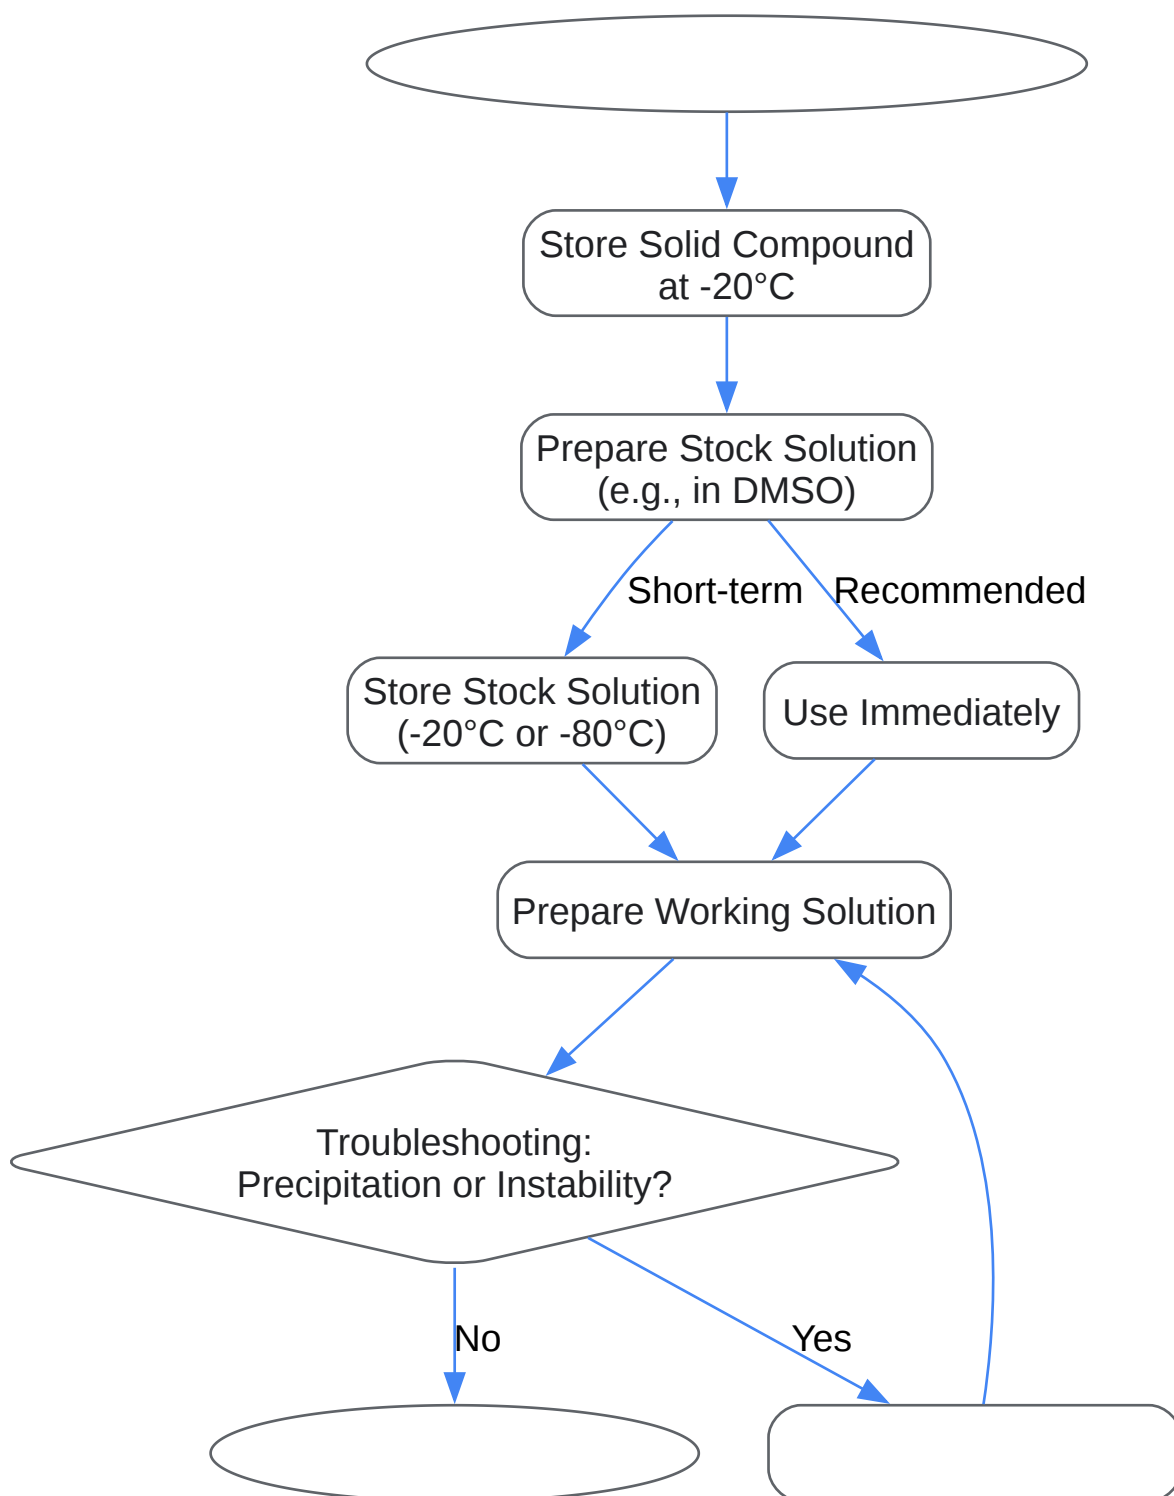 Store Solid Compound
at -20°C
Prepare Stock Solution
(e.g., in DMSO)
Short-term
Recommended
Store Stock Solution
(-20°C or -80°C)
Use Immediately
Prepare Working Solution
Troubleshooting:
Precipitation or Instability?
No
Yes